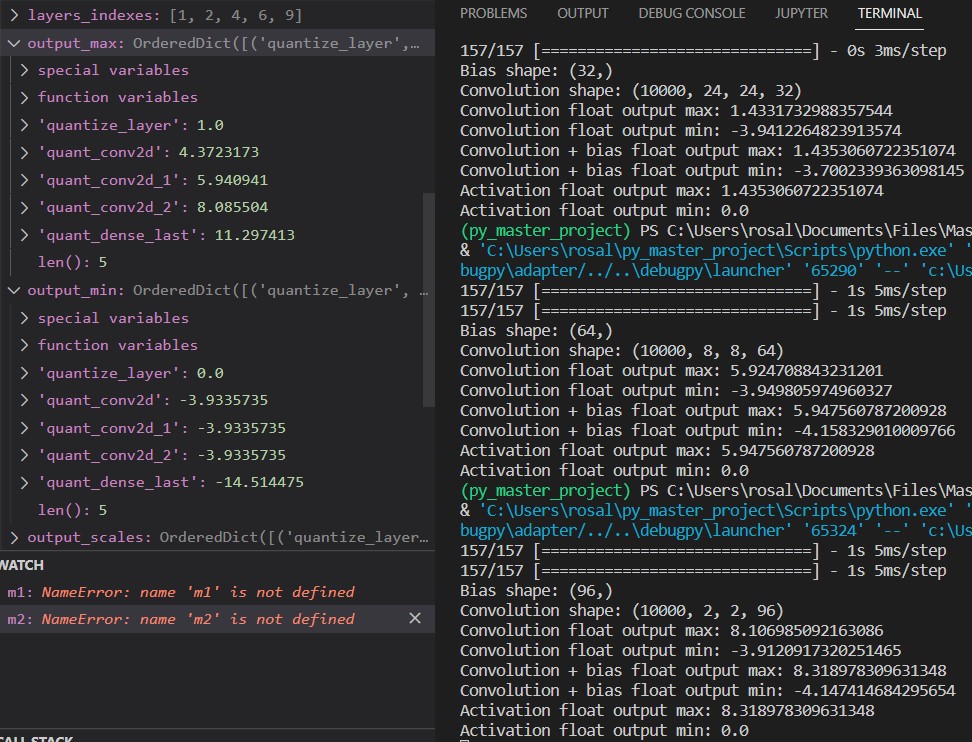 layers_indexes: [1, 2, 4, 6, 9]
output_max: OrderedDict([('quantize_layer',…
special variables
function variables
'quantize_layer': 1.0
'quant_conv2d': 4.3723173
'quant_conv2d_1': 5.940941
'quant_conv2d_2': 8.085504
'quant_dense_last': 11.297413
len(): 5
output_min: OrderedDict([('quantize_layer', …
special variables
function variables
'quantize_layer': 0.0
'quant_conv2d': -3.9335735
'quant_conv2d_1': -3.9335735
'quant_conv2d_2': -3.9335735
'quant_dense_last': -14.514475
len(): 5
output_scales: OrderedDict([('quantize_layer…
WATCH
m1: NameError: name 'm1' is not defined
m2: NameError: name 'm2' is not defined
CALL STACK
PROBLEMS OUTPUT DEBUG CONSOLE JUPYTER TERMINAL
157/157 [==============================] - 0s 3ms/step
Bias shape: (32,)
Convolution shape: (10000, 24, 24, 32)
Convolution float output max: 1.4331732988357544
Convolution float output min: -3.9412264823913574
Convolution + bias float output max: 1.4353060722351074
Convolution + bias float output min: -3.7002339363098145
Activation float output max: 1.4353060722351074
Activation float output min: 0.0
(py_master_project) PS C:\Users\rosal\Documents\Files\Mas
& 'C:\Users\rosal\py_master_project\Scripts\python.exe' '
bugpy\adapter/../..\debugpy\launcher' '65290' '--' 'c:\Us
157/157 [==============================] - 1s 5ms/step
157/157 [==============================] - 1s 5ms/step
Bias shape: (64,)
Convolution shape: (10000, 8, 8, 64)
Convolution float output max: 5.924708843231201
Convolution float output min: -3.949805974960327
Convolution + bias float output max: 5.947560787200928
Convolution + bias float output min: -4.158329010009766
Activation float output max: 5.947560787200928
Activation float output min: 0.0
(py_master_project) PS C:\Users\rosal\Documents\Files\Mas
& 'C:\Users\rosal\py_master_project\Scripts\python.exe' '
bugpy\adapter/../..\debugpy\launcher' '65324' '--' 'c:\Us
157/157 [==============================] - 1s 5ms/step
157/157 [==============================] - 1s 5ms/step
Bias shape: (96,)
Convolution shape: (10000, 2, 2, 96)
Convolution float output max: 8.106985092163086
Convolution float output min: -3.9120917320251465
Convolution + bias float output max: 8.318978309631348
Convolution + bias float output min: -4.147414684295654
Activation float output max: 8.318978309631348
Activation float output min: 0.0